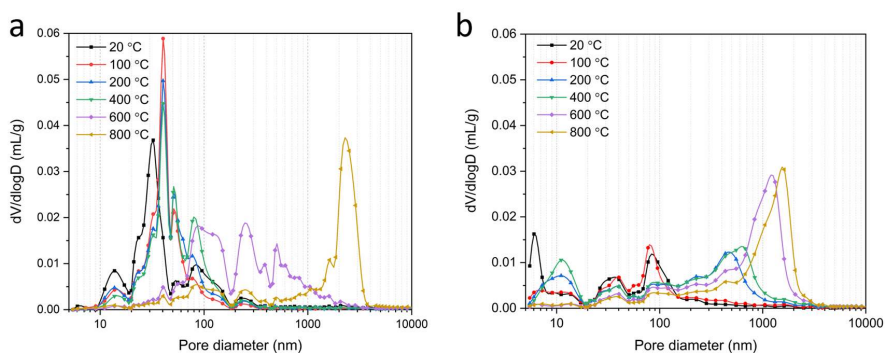 a
0.06
0.05
0.04
0.03
0.02
0.01
0.00
dV/dlogD (mL/g)
20 °C
100 °C
200 °C
400 °C
600 °C
800 °C
10
100
1000
10000
Pore diameter (nm)
b
0.06
0.05
0.04
0.03
0.02
0.01
0.00
dV/dlogD (mL/g)
20 °C
100 °C
200 °C
400 °C
600 °C
800 °C
10
100
1000
10000
Pore diameter (nm)